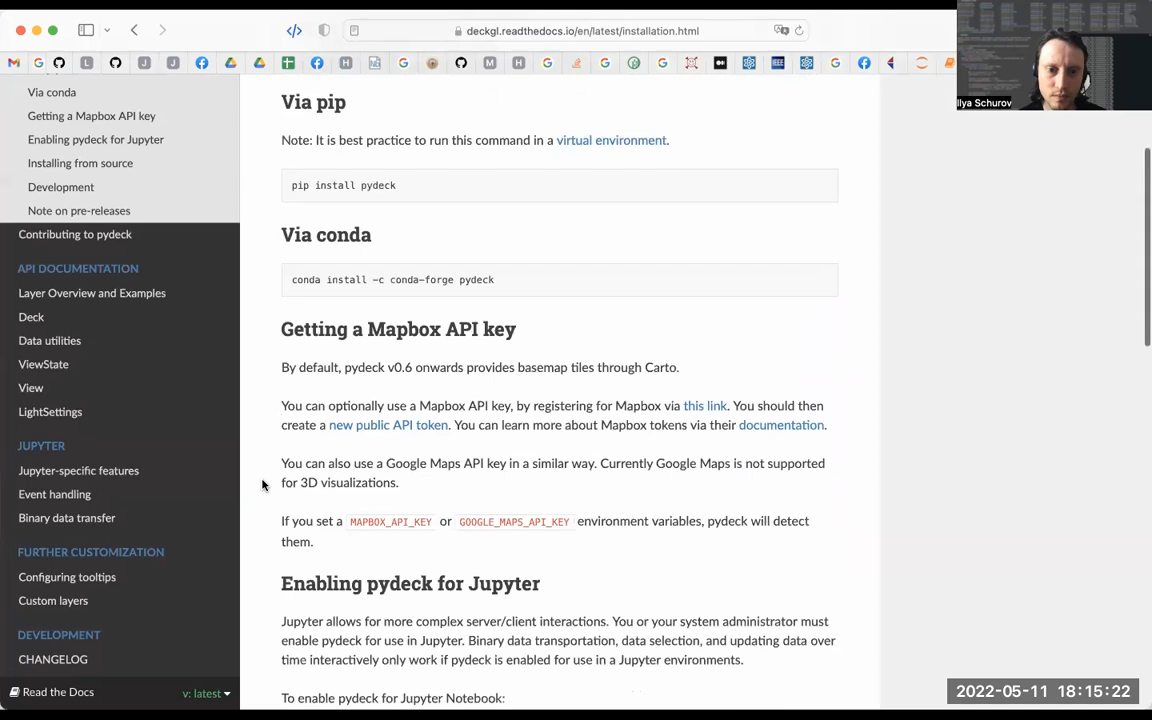 deckgl.readthedocs.io/en/latest/installation.html
Ilya Schurov
Via conda
Getting a Mapbox API key
Enabling pydeck for Jupyter
Installing from source
Development
Note on pre-releases
Contributing to pydeck
API DOCUMENTATION
Layer Overview and Examples
Deck
Data utilities
ViewState
View
LightSettings
JUPYTER
Jupyter-specific features
Event handling
Binary data transfer
FURTHER CUSTOMIZATION
Configuring tooltips
Custom layers
DEVELOPMENT
CHANGELOG
Read the Docs
v: latest
Via pip
Note: It is best practice to run this command in a virtual environment.
pip install pydeck
Via conda
conda install -c conda-forge pydeck
Getting a Mapbox API key
By default, pydeck v0.6 onwards provides basemap tiles through Carto.
You can optionally use a Mapbox API key, by registering for Mapbox via this link. You should then
create a new public API token. You can learn more about Mapbox tokens via their documentation.
You can also use a Google Maps API key in a similar way. Currently Google Maps is not supported
for 3D visualizations.
If you set a MAPBOX_API_KEY or GOOGLE_MAPS_API_KEY environment variables, pydeck will detect
them.
Enabling pydeck for Jupyter
Jupyter allows for more complex server/client interactions. You or your system administrator must
enable pydeck for use in Jupyter. Binary data transportation, data selection, and updating data over
time interactively only work if pydeck is enabled for use in a Jupyter environments.
To enable pydeck for Jupyter Notebook:
2022-05-11 18:15:22